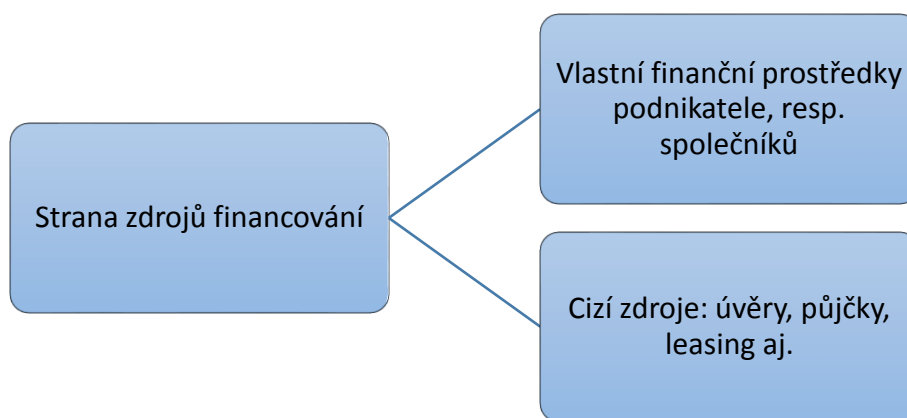 Vlastní finanční prostředky
podnikatele, resp.
společníků
Strana zdrojů financování
Cizí zdroje: úvěry, půjčky,
leasing aj.